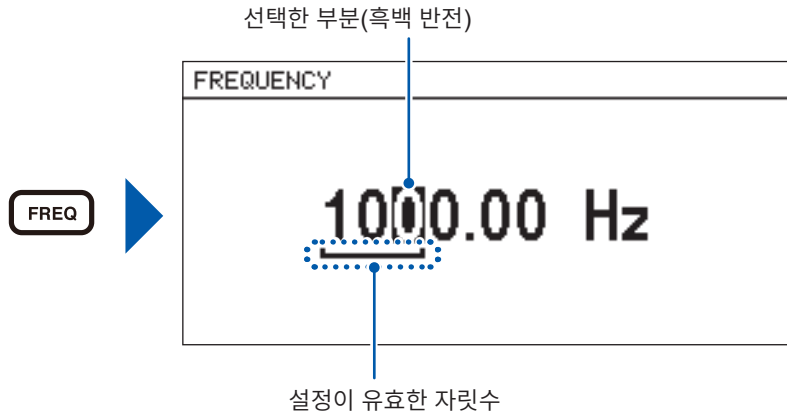 선택한 부분(흑백 반전)
FREQUENCY
FREQ
1000.00 Hz
설정이 유효한 자릿수